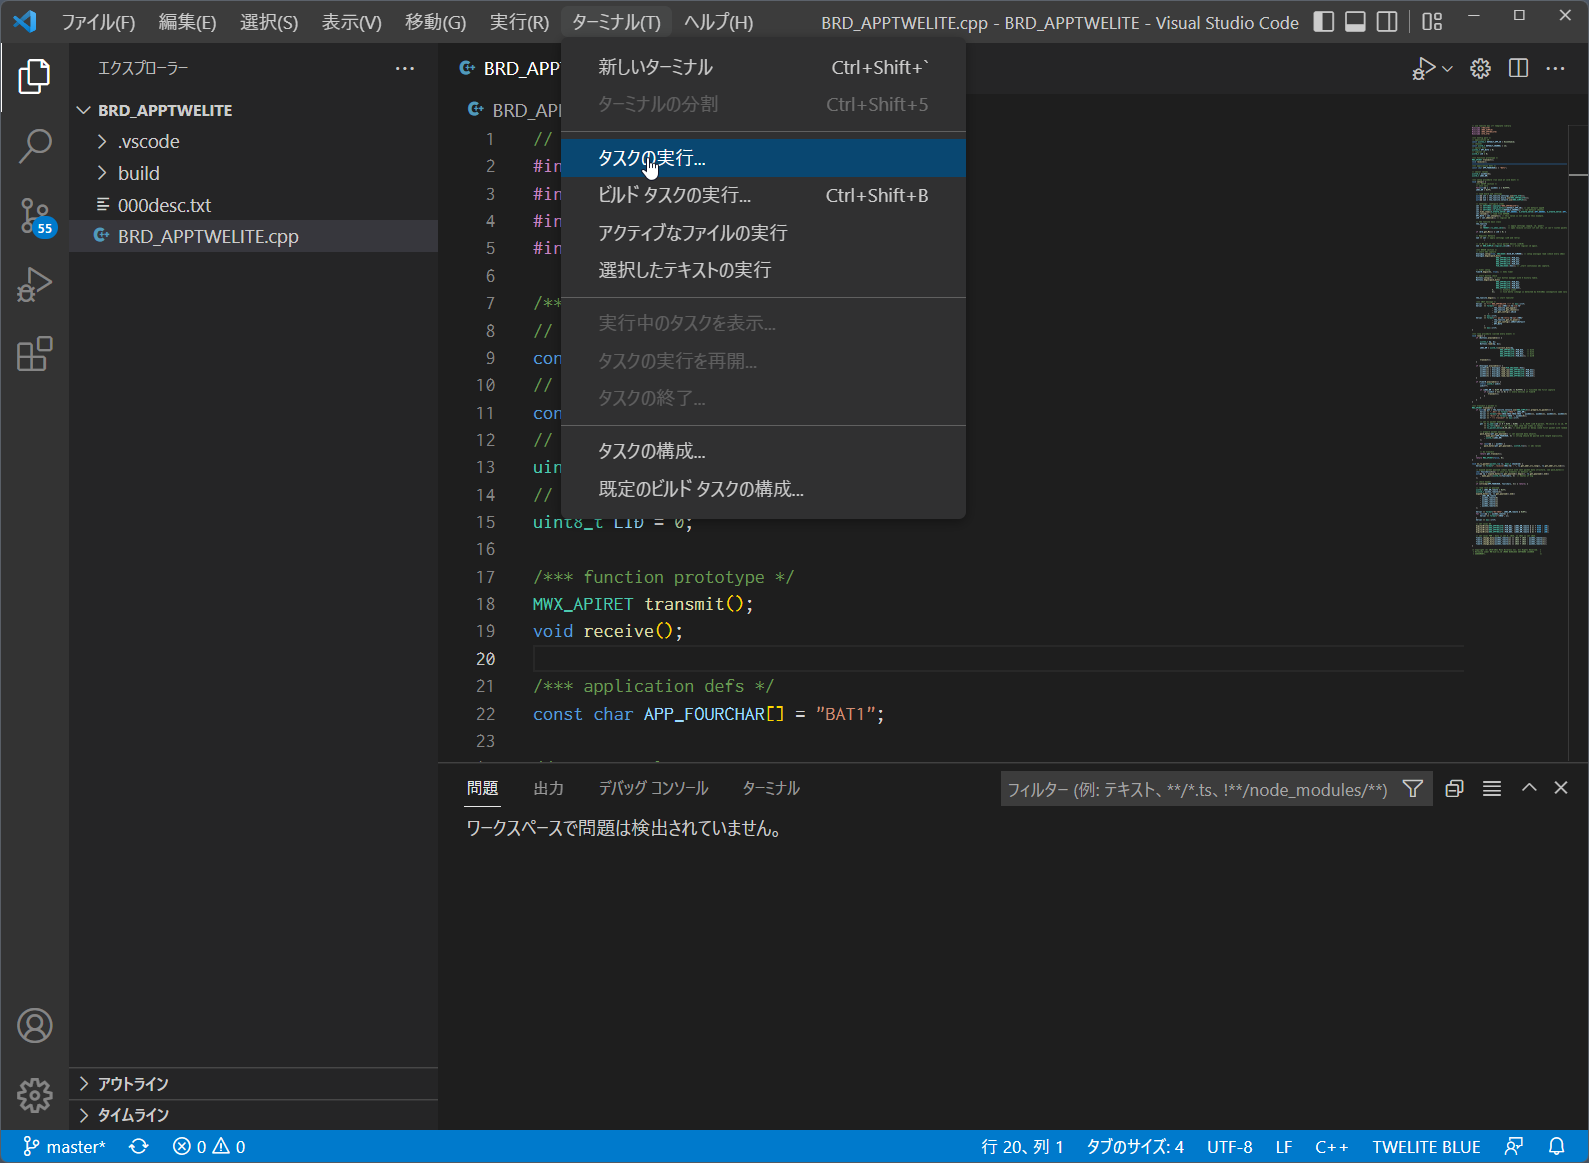 ファイル(F) 編集(E) 選択(S) 表示(V) 移動(G) 実行(R) ターミナル(T) ヘルプ(H) BRD_APPTWELITE.cpp - BRD_APPTWELITE - Visual Studio Code
エクスプローラー
BRD_APPTWELITE
.vscode
build
000desc.txt
BRD_APPTWELITE.cpp
55
アウトライン
タイムライン
BRD_APP
BRD_API
新しいターミナル Ctrl+Shift+`
ターミナルの分割 Ctrl+Shift+5
タスクの実行...
ビルド タスクの実行... Ctrl+Shift+B
アクティブなファイルの実行
選択したテキストの実行
実行中のタスクを表示...
タスクの実行を再開...
タスクの終了...
タスクの構成...
既定のビルド タスクの構成...
1 //
2 #in
3 #in
4 #in
5 #in
6
7 /**
8 //
9 con
10 //
11 con
12 //
13 uin
14 //
15 uint8_t LID = 0;
16
17 /*** function prototype */
18 MWX_APIRET transmit();
19 void receive();
20
21 /*** application defs */
22 const char APP_FOURCHAR[] = "BAT1";
23
問題 出力 デバッグ コンソール ターミナル フィルター (例: テキスト、**/*.ts、!**/node_modules/**)
ワークスペースで問題は検出されていません。
master* 0 0 行 20、列 1 タブのサイズ: 4 UTF-8 LF C++ TWELITE BLUE